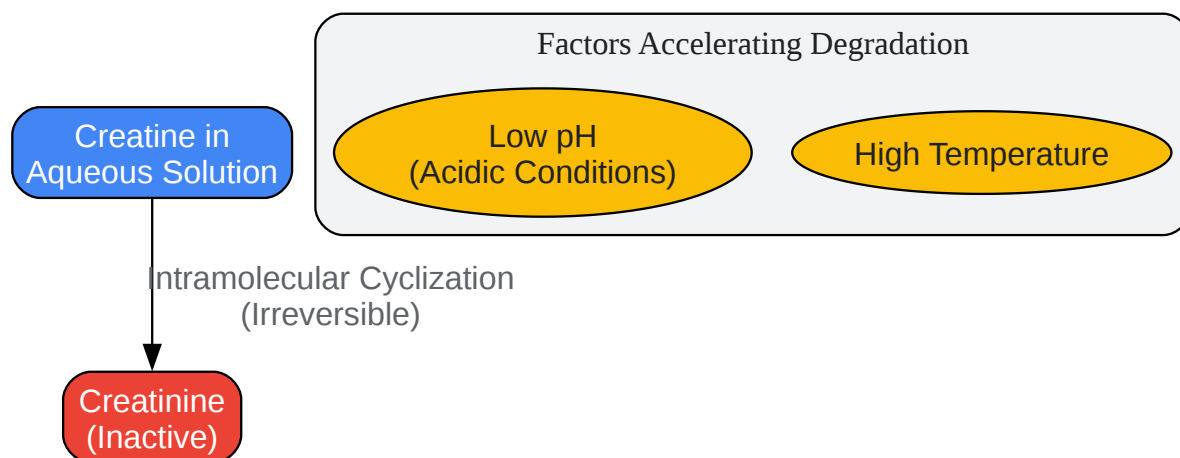 Factors Accelerating Degradation
Creatine in
Aqueous Solution
Low pH
(Acidic Conditions)
High Temperature
Intramolecular Cyclization
(Irreversible)
Creatinine
(Inactive)